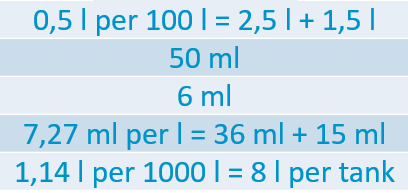 0,5 l per 100 l = 2,5 l + 1,5 l
50 ml
6 ml
7,27 ml per l = 36 ml + 15 ml
1,14 l per 1000 l = 8 l per tank